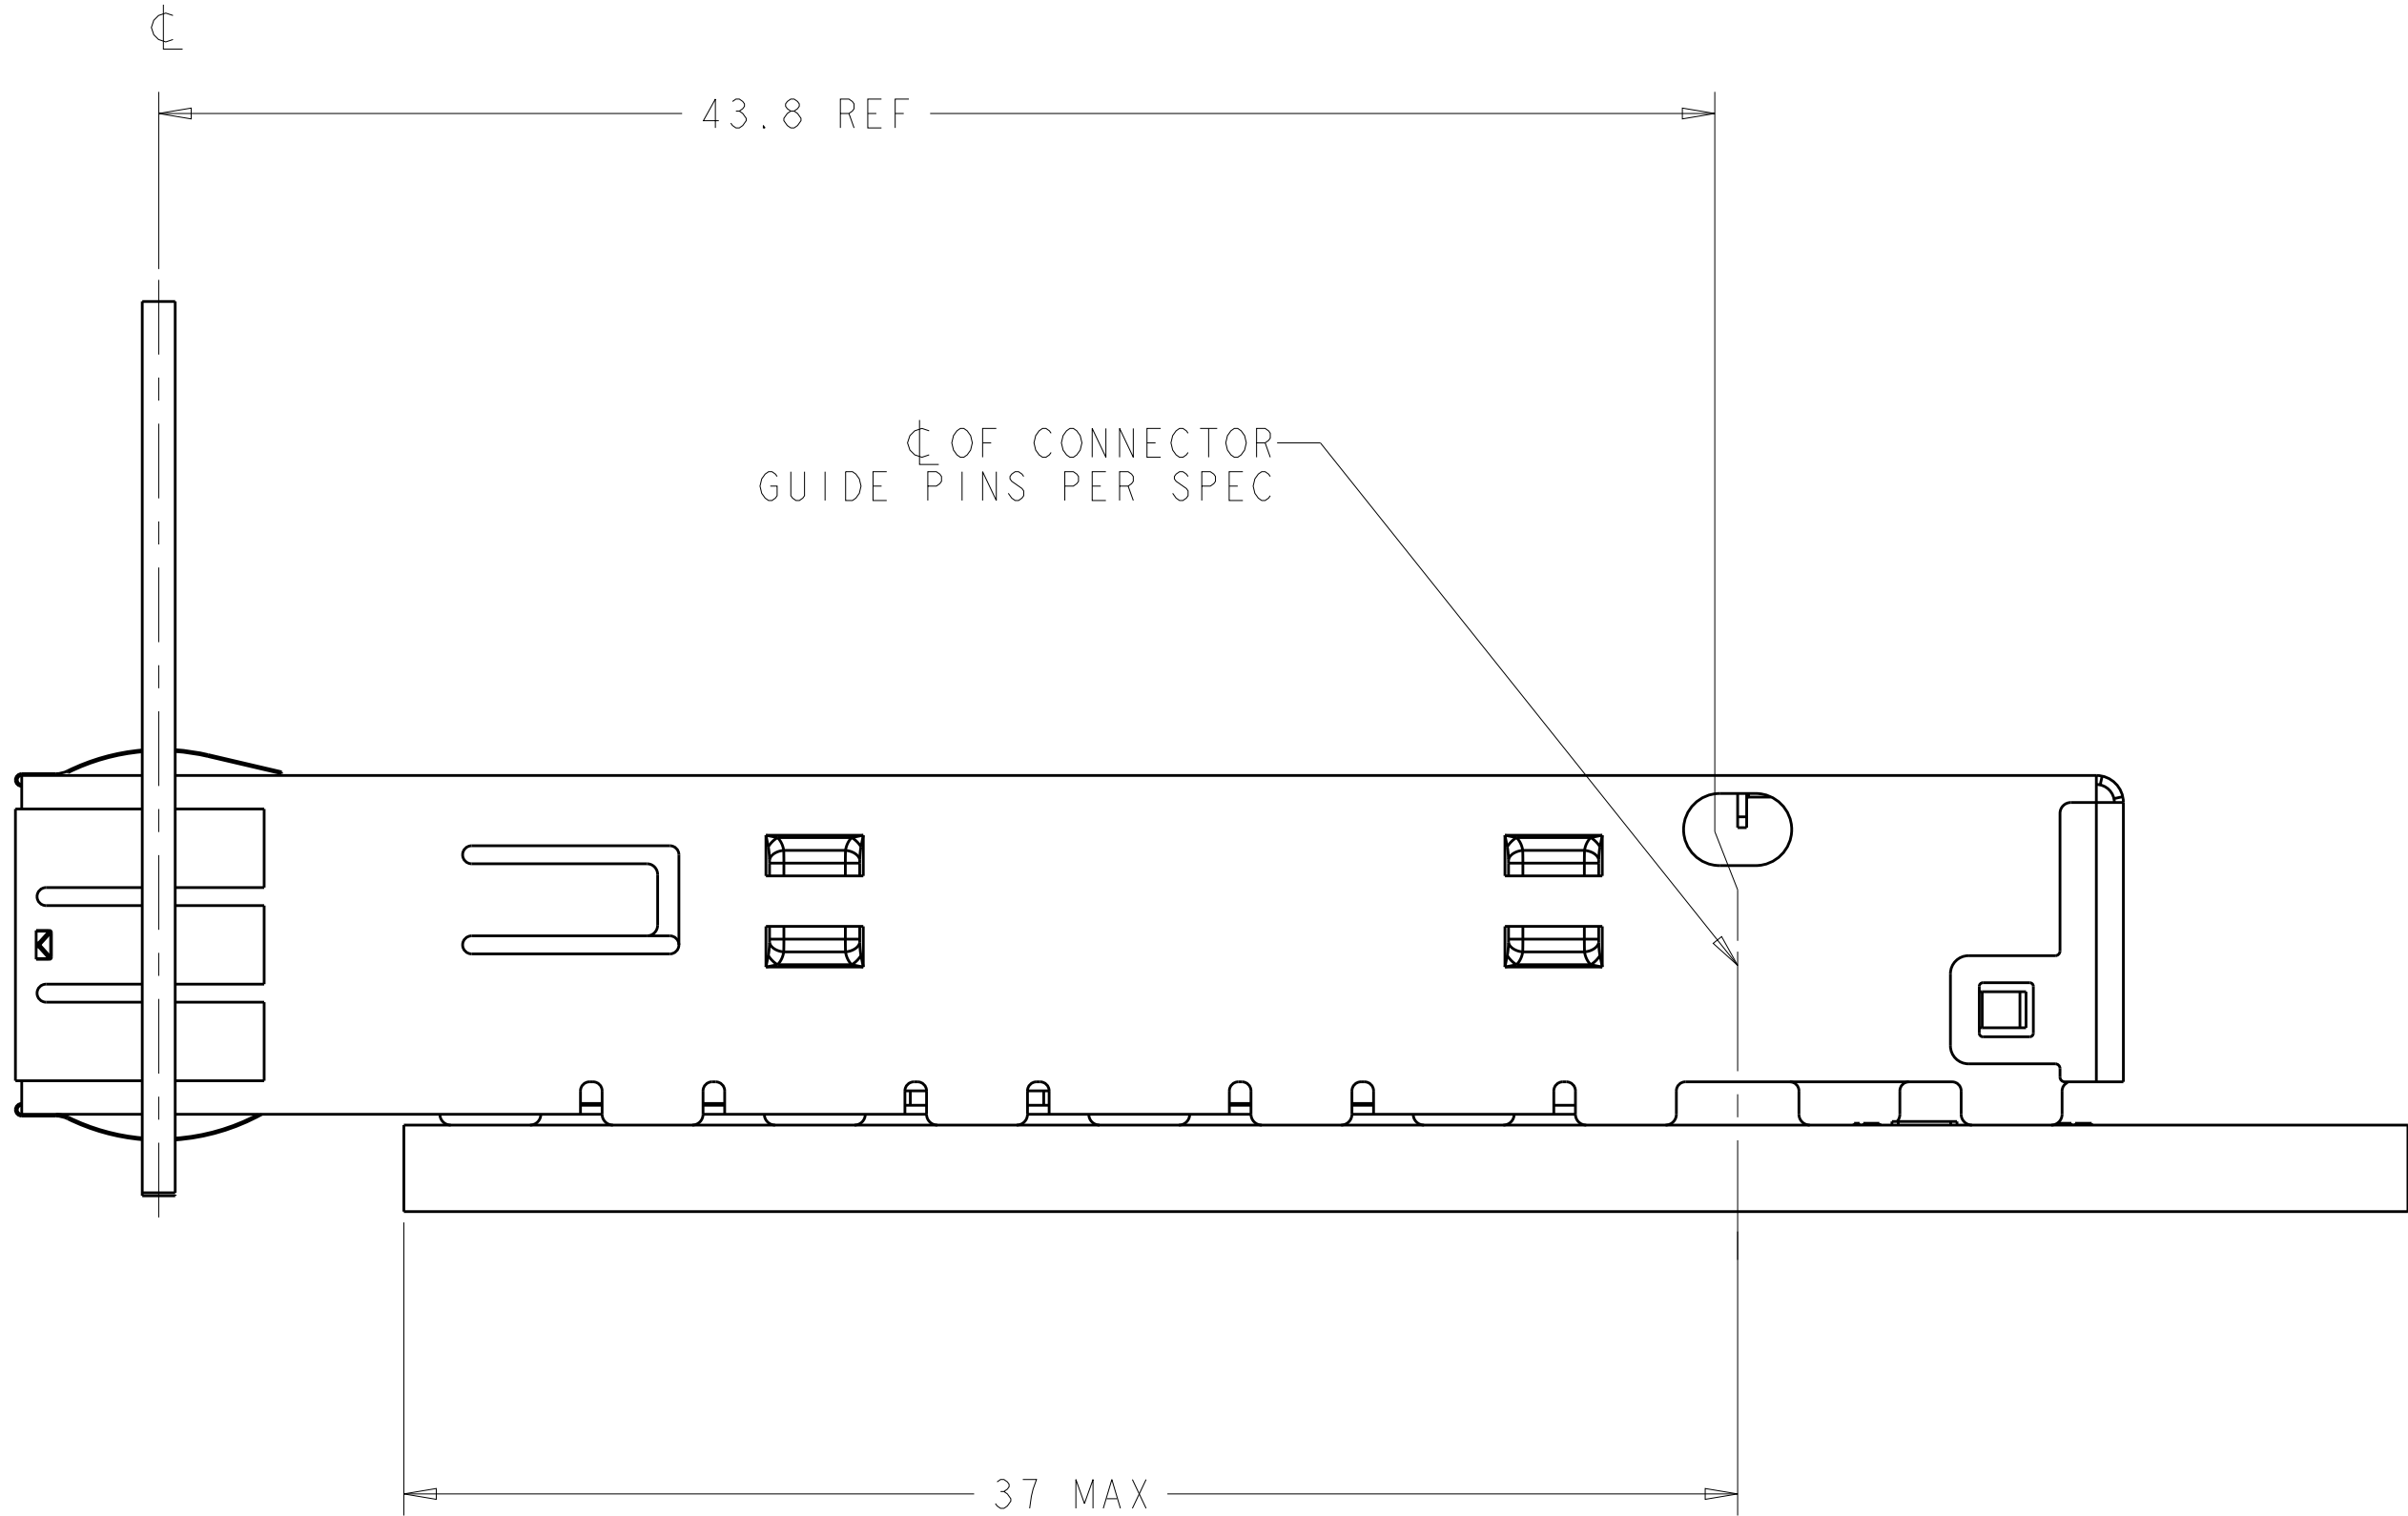 ℄
43.8 REF
℄ OF CONNECTOR
GUIDE PINS PER SPEC
37 MAX